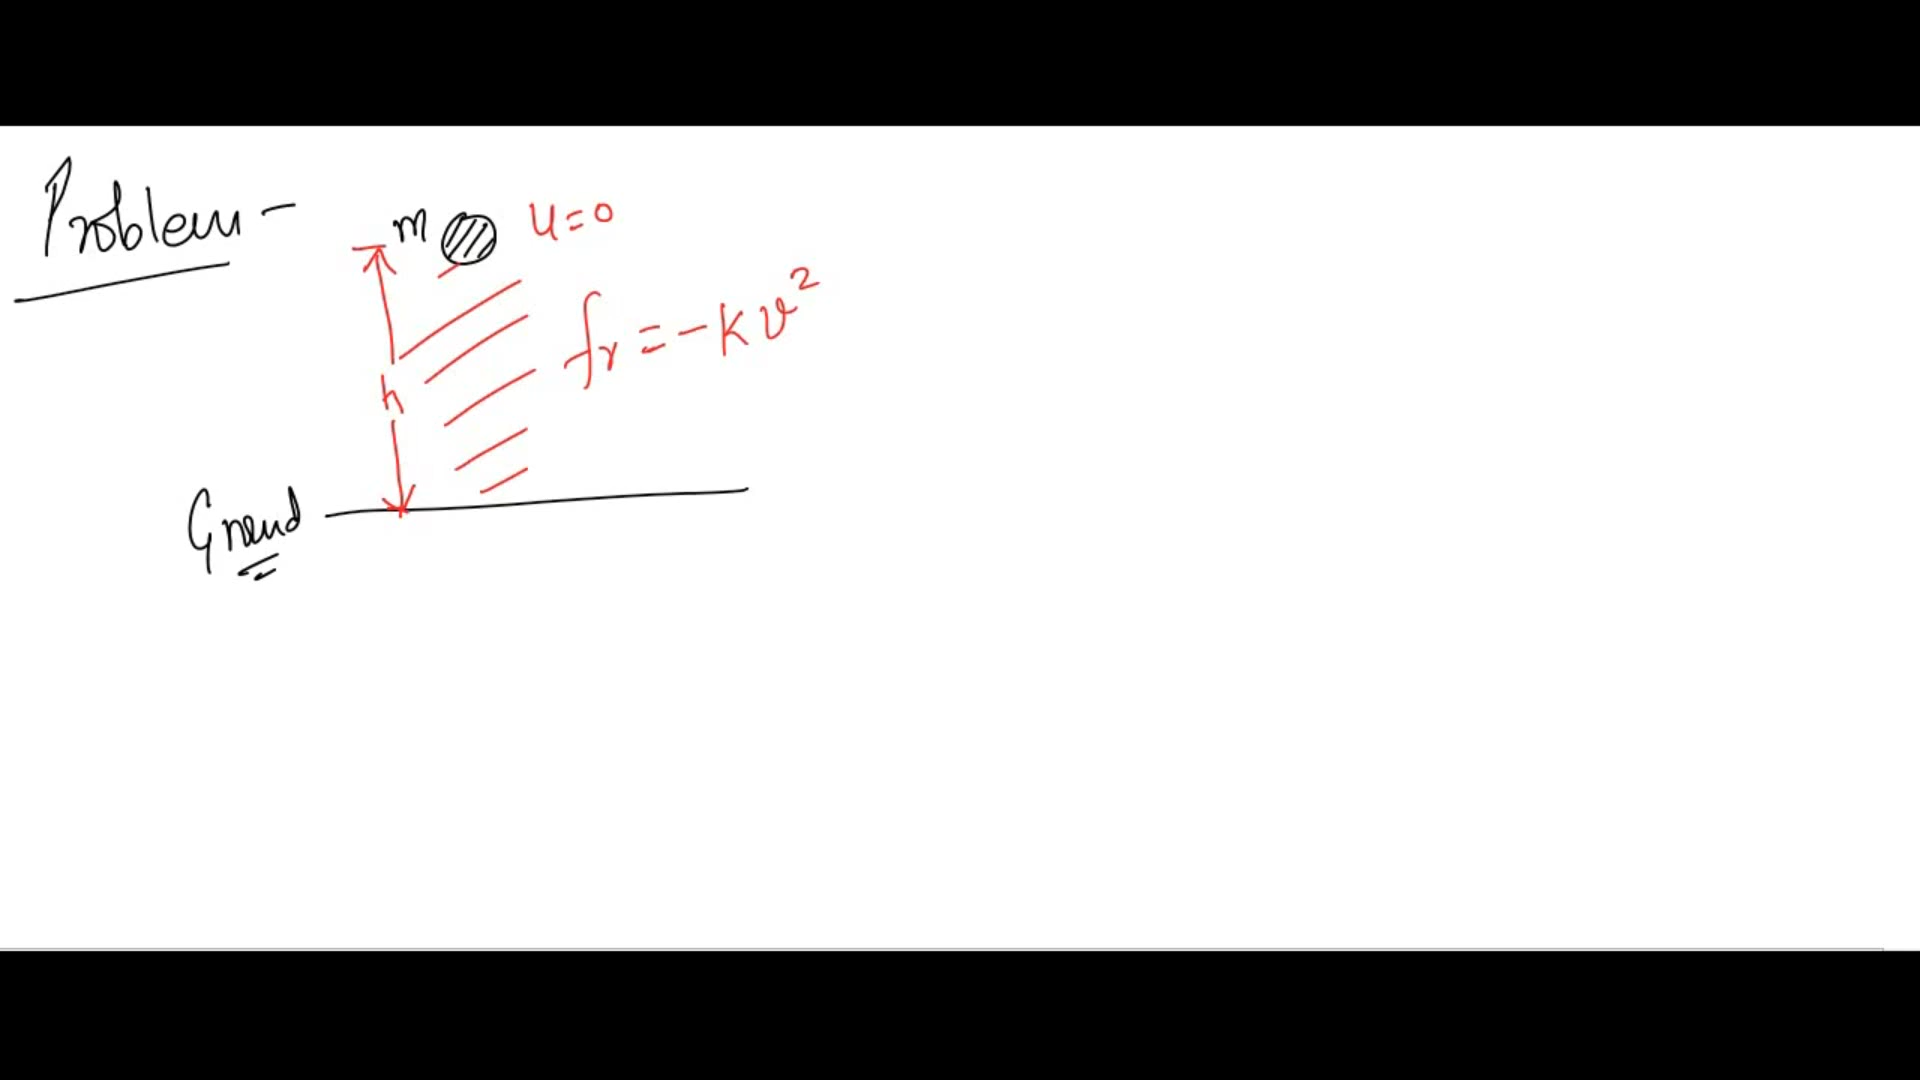 Problem -
m u=0
fr = -kv²
h
Ground